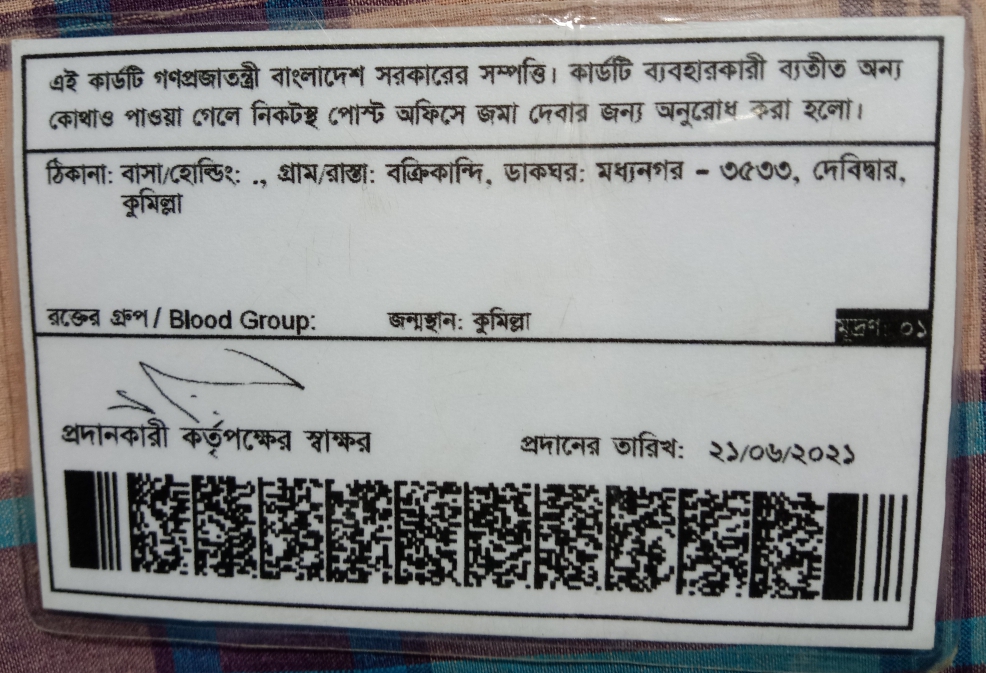 এই কার্ডটি গণপ্রজাতন্ত্রী বাংলাদেশ সরকারের সম্পত্তি। কার্ডটি ব্যবহারকারী ব্যতীত অন্য
কোথাও পাওয়া গেলে নিকটস্থ পোস্ট অফিসে জমা দেবার জন্য অনুরোধ করা হলো।
ঠিকানা: বাসা/হোল্ডিং: ., গ্রাম/রাস্তা: বক্রিকান্দি, ডাকঘর: মধ্যনগর - ৩৫৩৩, দেবিদ্বার,
কুমিল্লা
রক্তের গ্রুপ / Blood Group: জন্মস্থান: কুমিল্লা মুদ্রণ: ০১
প্রদানকারী কর্তৃপক্ষের স্বাক্ষর প্রদানের তারিখ: ২১/০৬/২০২১